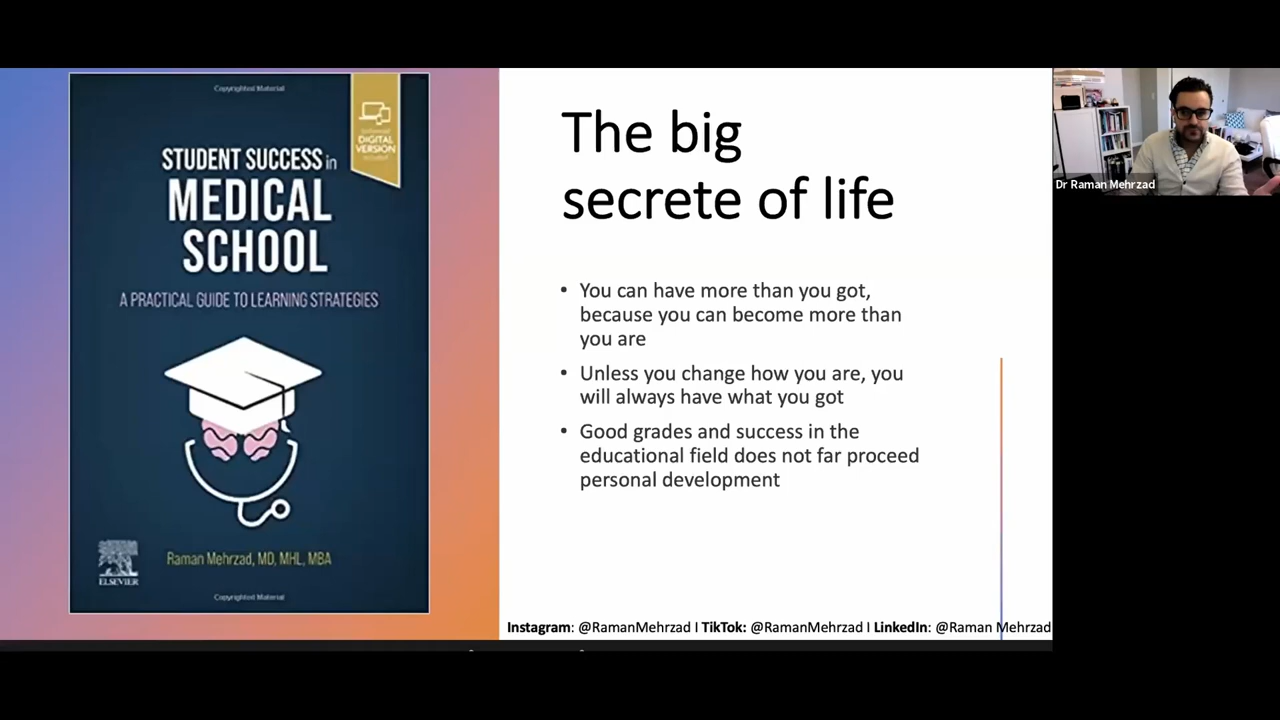 Copyrighted Material
Enhanced
DIGITAL
VERSION
Included
STUDENT SUCCESS in
MEDICAL
SCHOOL
A PRACTICAL GUIDE TO LEARNING STRATEGIES
ELSEVIER
Raman Mehrzad, MD, MHL, MBA
Copyrighted Material
The big
secrete of life
• You can have more than you got,
because you can become more than
you are
• Unless you change how you are, you
will always have what you got
• Good grades and success in the
educational field does not far proceed
personal development
Instagram: @RamanMehrzad I TikTok: @RamanMehrzad I LinkedIn: @Raman Mehrzad
Dr Raman Mehrzad